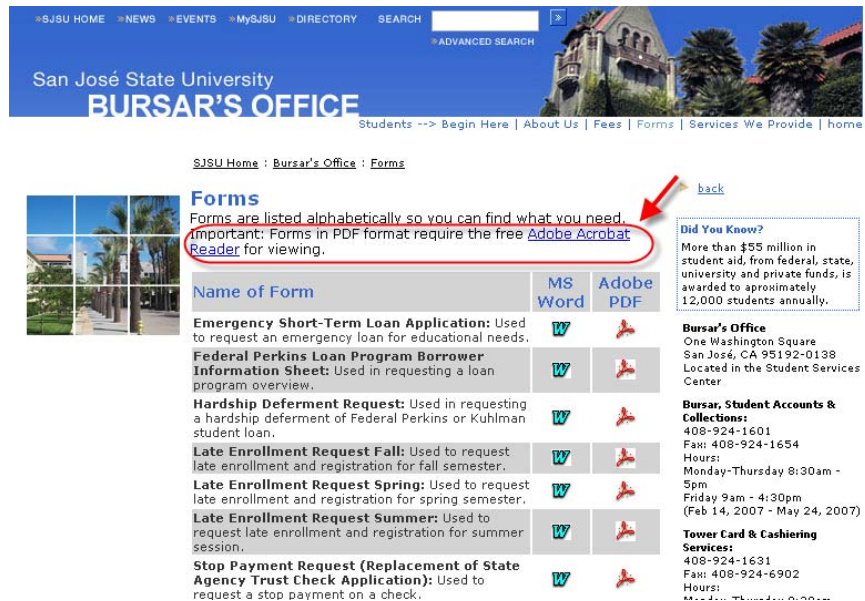 »SJSU HOME »NEWS »EVENTS »MySJSU »DIRECTORY SEARCH »
»ADVANCED SEARCH
San José State University
BURSAR'S OFFICE
Students --> Begin Here | About Us | Fees | Forms | Services We Provide | home
SJSU Home : Bursar's Office : Forms
back
Forms
Forms are listed alphabetically so you can find what you need.
Important: Forms in PDF format require the free Adobe Acrobat
Reader for viewing.
Name of Form
MS
Word
Adobe
PDF
Emergency Short-Term Loan Application: Used
to request an emergency loan for educational needs.
Federal Perkins Loan Program Borrower
Information Sheet: Used in requesting a loan
program overview.
Hardship Deferment Request: Used in requesting
a hardship deferment of Federal Perkins or Kuhlman
student loan.
Late Enrollment Request Fall: Used to request
late enrollment and registration for fall semester.
Late Enrollment Request Spring: Used to request
late enrollment and registration for spring semester.
Late Enrollment Request Summer: Used to
request late enrollment and registration for summer
session.
Stop Payment Request (Replacement of State
Agency Trust Check Application): Used to
request a stop payment on a check.
Did You Know?
More than $55 million in
student aid, from federal, state,
university and private funds, is
awarded to aproximately
12,000 students annually.
Bursar's Office
One Washington Square
San José, CA 95192-0138
Located in the Student Services
Center
Bursar, Student Accounts &
Collections:
408-924-1601
Fax: 408-924-1654
Hours:
Monday-Thursday 8:30am -
5pm
Friday 9am - 4:30pm
(Feb 14, 2007 - May 24, 2007)
Tower Card & Cashiering
Services:
408-924-1631
Fax: 408-924-6902
Hours: